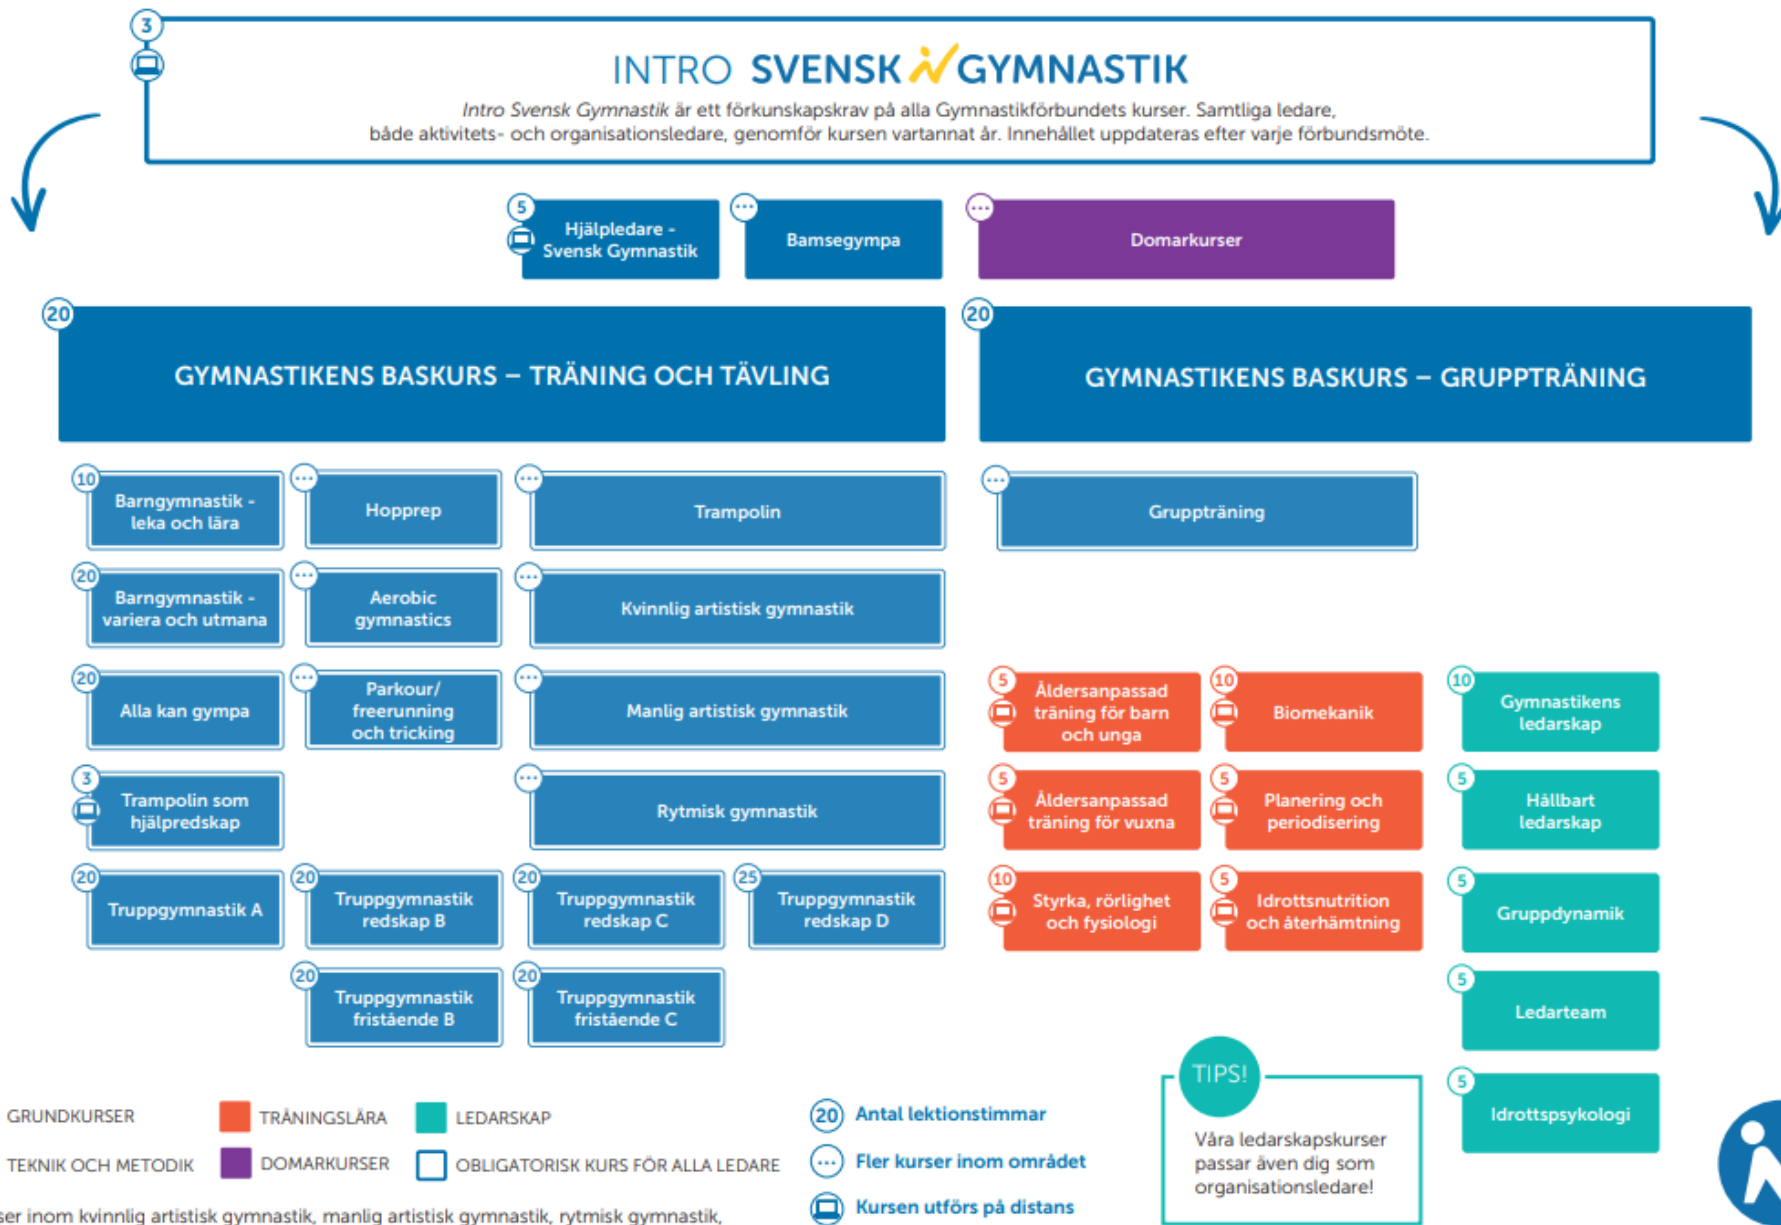 3
INTRO SVENSK GYMNASTIK
Intro Svensk Gymnastik är ett förkunskapskrav på alla Gymnastikförbundets kurser. Samtliga ledare,
både aktivitets- och organisationsledare, genomför kursen vartannat år. Innehållet uppdateras efter varje förbundsmöte.
5
Hjälpledare -
Svensk Gymnastik
...
Bamsegympa
...
Domarkurser
20
GYMNASTIKENS BASKURS – TRÄNING OCH TÄVLING
20
GYMNASTIKENS BASKURS – GRUPPTRÄNING
10
Barngymnastik -
leka och lära
...
Hopprep
...
Trampolin
...
Gruppträning
20
Barngymnastik -
variera och utmana
...
Aerobic
gymnastics
...
Kvinnlig artistisk gymnastik
20
Alla kan gympa
...
Parkour/
freerunning
och tricking
...
Manlig artistisk gymnastik
5
Åldersanpassad
träning för barn
och unga
10
Biomekanik
10
Gymnastikens
ledarskap
3
Trampolin som
hjälpredskap
...
Rytmisk gymnastik
5
Åldersanpassad
träning för vuxna
5
Planering och
periodisering
5
Hållbart
ledarskap
20
Truppgymnastik A
20
Truppgymnastik
redskap B
20
Truppgymnastik
redskap C
25
Truppgymnastik
redskap D
10
Styrka, rörlighet
och fysiologi
5
Idrottsnutrition
och återhämtning
5
Gruppdynamik
20
Truppgymnastik
fristående B
20
Truppgymnastik
fristående C
5
Ledarteam
5
Idrottspsykologi
GRUNDKURSER
TRÄNINGSLÄRA
LEDARSKAP
TEKNIK OCH METODIK
DOMARKURSER
OBLIGATORISK KURS FÖR ALLA LEDARE
20 Antal lektionstimmar
... Fler kurser inom området
Kursen utförs på distans
TIPS!
Våra ledarskapskurser
passar även dig som
organisationsledare!
ser inom kvinnlig artistisk gymnastik, manlig artistisk gymnastik, rytmisk gymnastik,